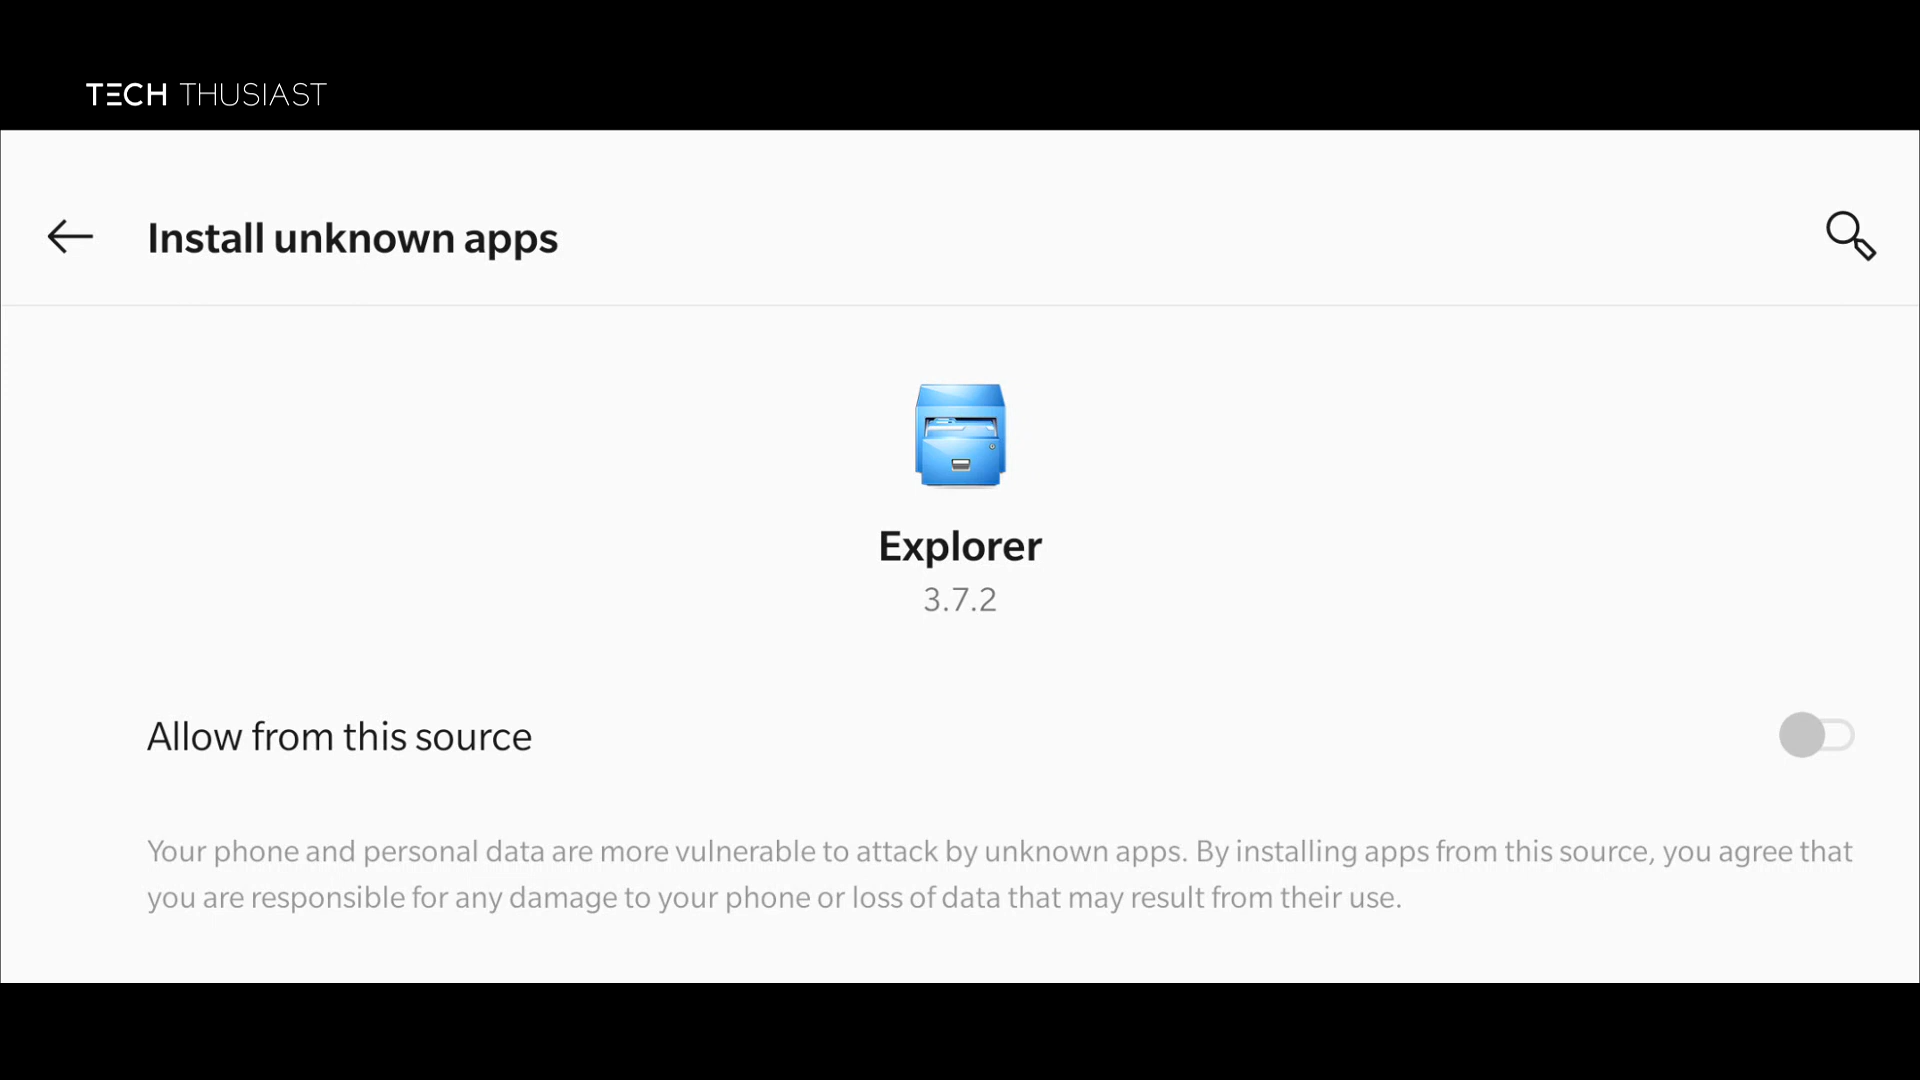 TECH THUSIAST
Install unknown apps
Explorer
3.7.2
Allow from this source
Your phone and personal data are more vulnerable to attack by unknown apps. By installing apps from this source, you agree that
you are responsible for any damage to your phone or loss of data that may result from their use.